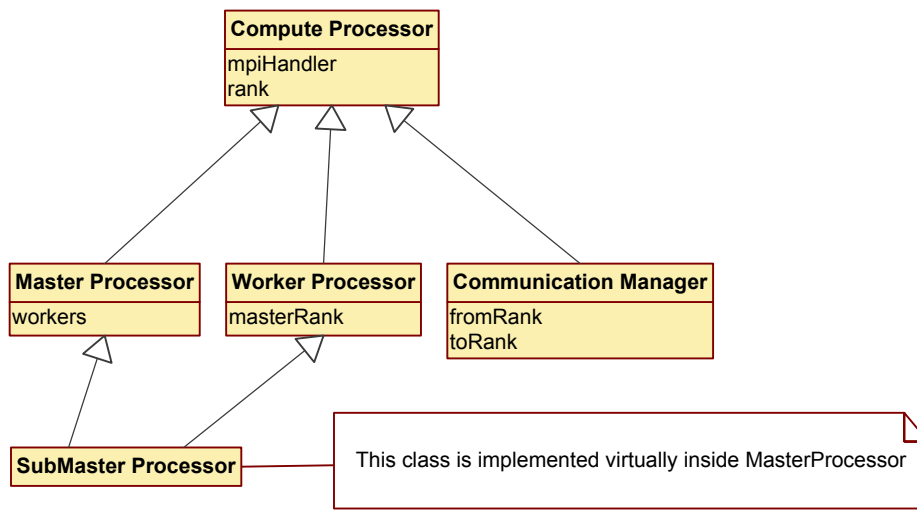 Compute Processor
mpiHandler
rank
Master Processor
workers
Worker Processor
masterRank
Communication Manager
fromRank
toRank
SubMaster Processor
This class is implemented virtually inside MasterProcessor